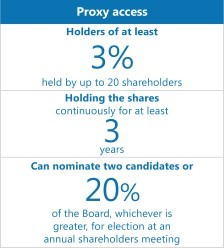 Proxy access
Holders of at least
3%
held by up to 20 shareholders
Holding the shares
continuously for at least
3
years
Can nominate two candidates or
20%
of the Board, whichever is
greater, for election at an
annual shareholders meeting